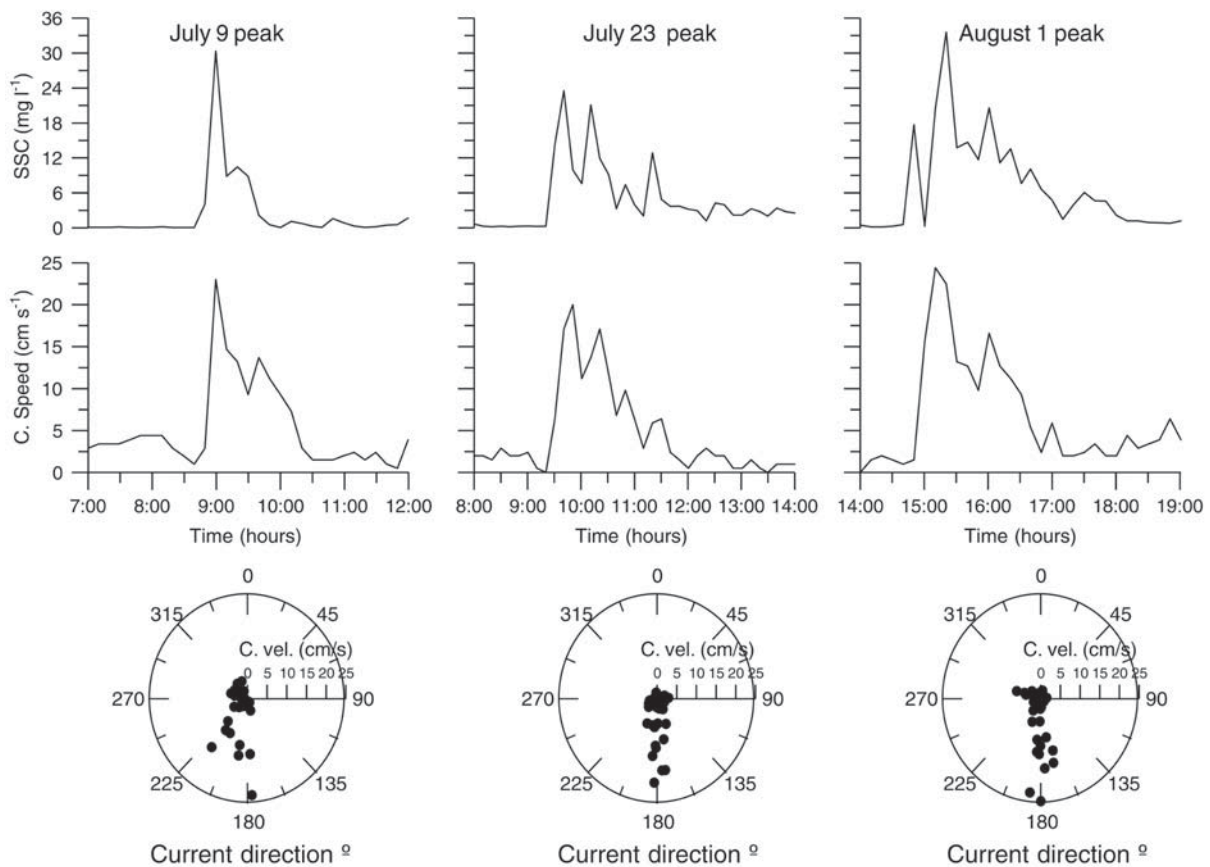 July 9 peak
July 23 peak
August 1 peak
SSC (mg l⁻¹)
36
30
24
18
12
6
0
C. Speed (cm s⁻¹)
25
20
15
10
5
0
7:00 8:00 9:00 10:00 11:00 12:00
8:00 9:00 10:00 11:00 12:00 13:00 14:00
14:00 15:00 16:00 17:00 18:00 19:00
Time (hours)
Time (hours)
Time (hours)
0
315
45
C. vel. (cm/s)
0 5 10 15 20 25
270
90
225
135
180
Current direction º
0
315
45
C. vel. (cm/s)
0 5 10 15 20 25
270
90
225
135
180
Current direction º
0
315
45
C. vel. (cm/s)
0 5 10 15 20 25
270
90
225
135
180
Current direction º